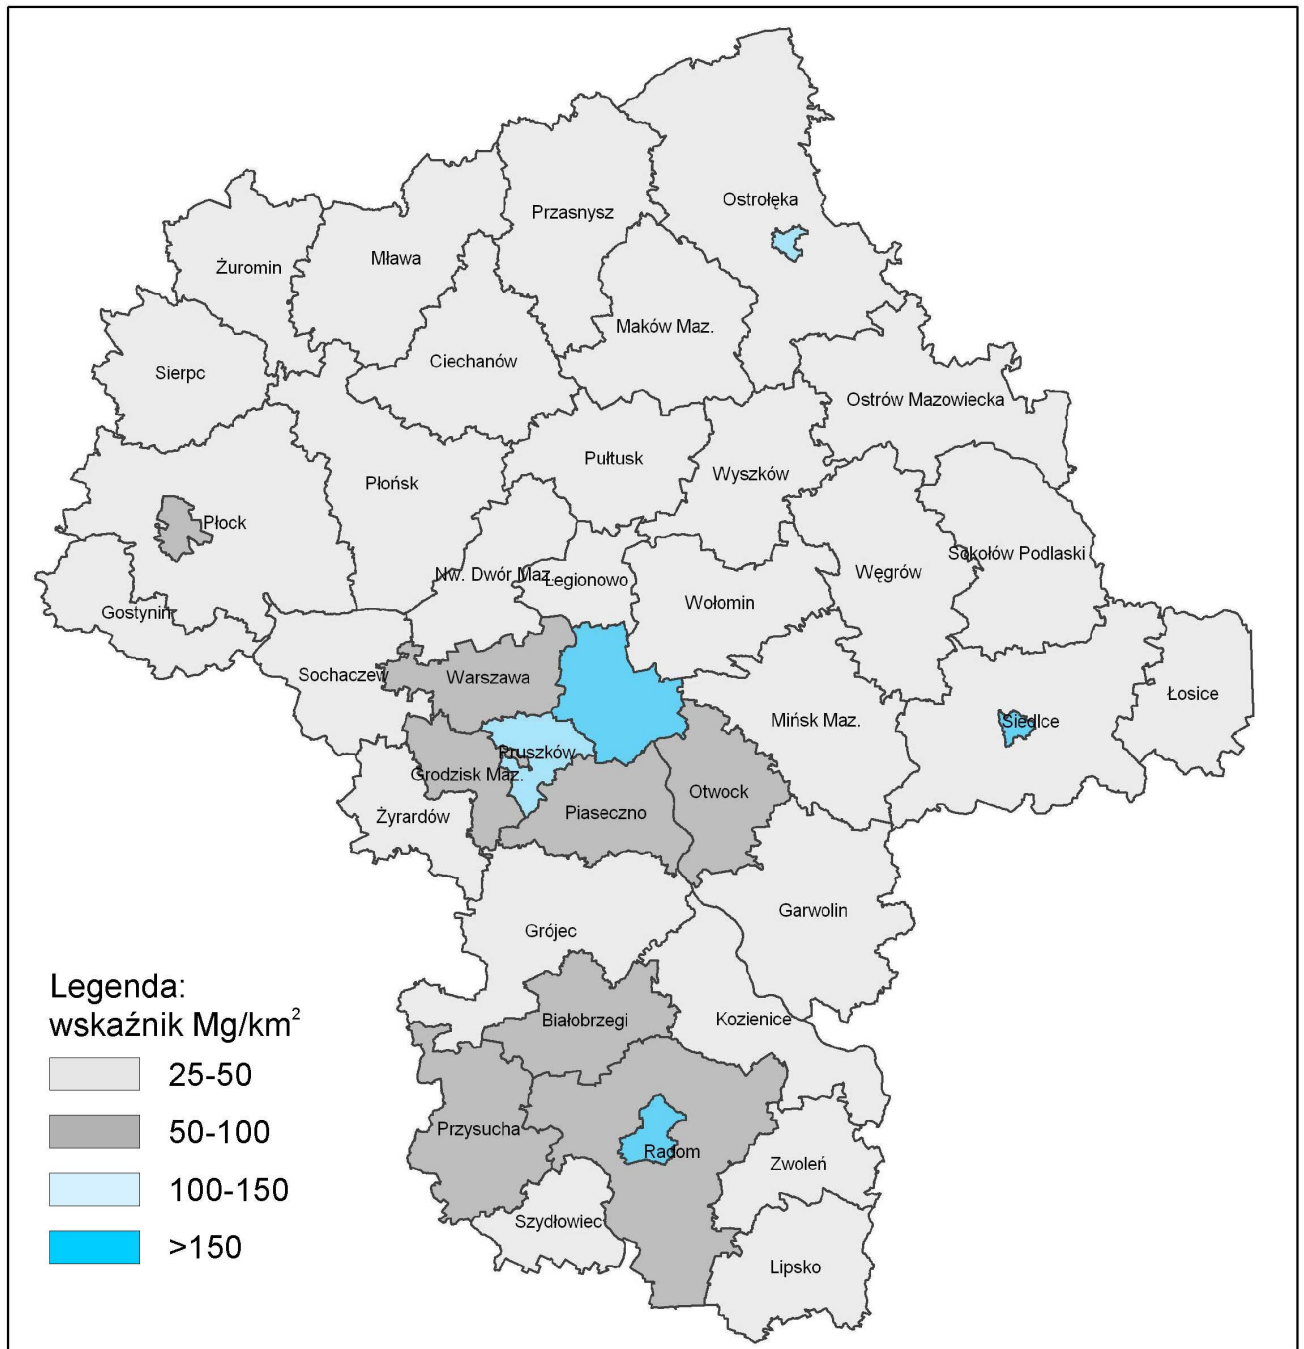 Ostrołęka
Przasnysz
Mława
Żuromin
Maków Maz.
Ciechanów
Sierpc
Ostrów Mazowiecka
Pułtusk
Wyszków
Płońsk
Płock
Sokołów Podlaski
Węgrów
Nw. Dwór Maz.
Legionowo
Wołomin
Gostynin
Sochaczew
Warszawa
Łosice
Mińsk Maz.
Siedlce
Pruszków
Grodzisk Maz.
Otwock
Piaseczno
Żyrardów
Garwolin
Grójec
Białobrzegi
Kozienice
Przysucha
Radom
Zwoleń
Szydłowiec
Lipsko
Legenda:
wskaźnik Mg/km²
25-50
50-100
100-150
>150